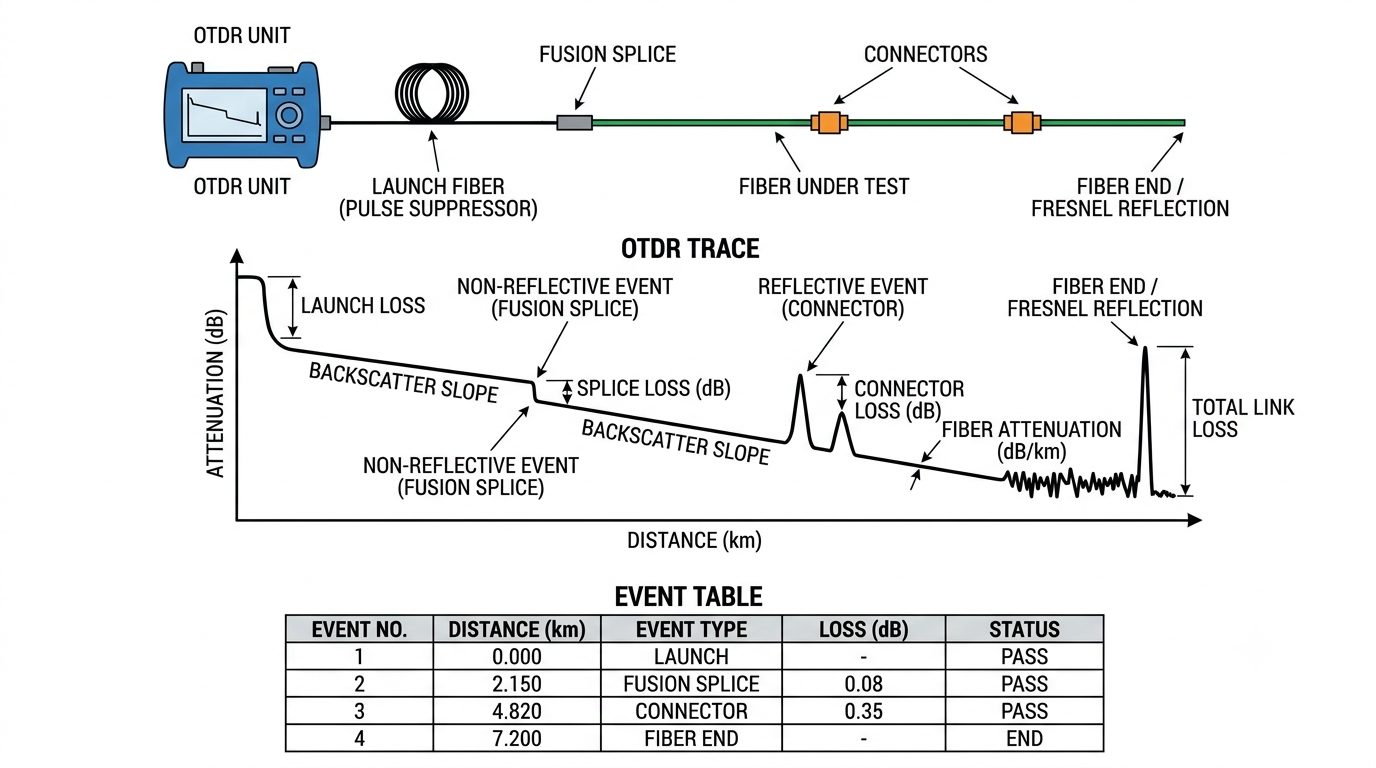 OTDR UNIT
FUSION SPLICE
CONNECTORS
OTDR UNIT
LAUNCH FIBER
(PULSE SUPPRESSOR)
FIBER UNDER TEST
FIBER END /
FRESNEL REFLECTION
OTDR TRACE
ATTENUATION (dB)
LAUNCH LOSS
NON-REFLECTIVE EVENT
(FUSION SPLICE)
REFLECTIVE EVENT
(CONNECTOR)
FIBER END /
FRESNEL REFLECTION
BACKSCATTER SLOPE
SPLICE LOSS (dB)
CONNECTOR
LOSS (dB)
TOTAL LINK
LOSS
BACKSCATTER SLOPE
FIBER ATTENUATION
(dB/km)
NON-REFLECTIVE EVENT
(FUSION SPLICE)
DISTANCE (km)
EVENT TABLE
EVENT NO. DISTANCE (km) EVENT TYPE LOSS (dB) STATUS
1 0.000 LAUNCH - PASS
2 2.150 FUSION SPLICE 0.08 PASS
3 4.820 CONNECTOR 0.35 PASS
4 7.200 FIBER END - END